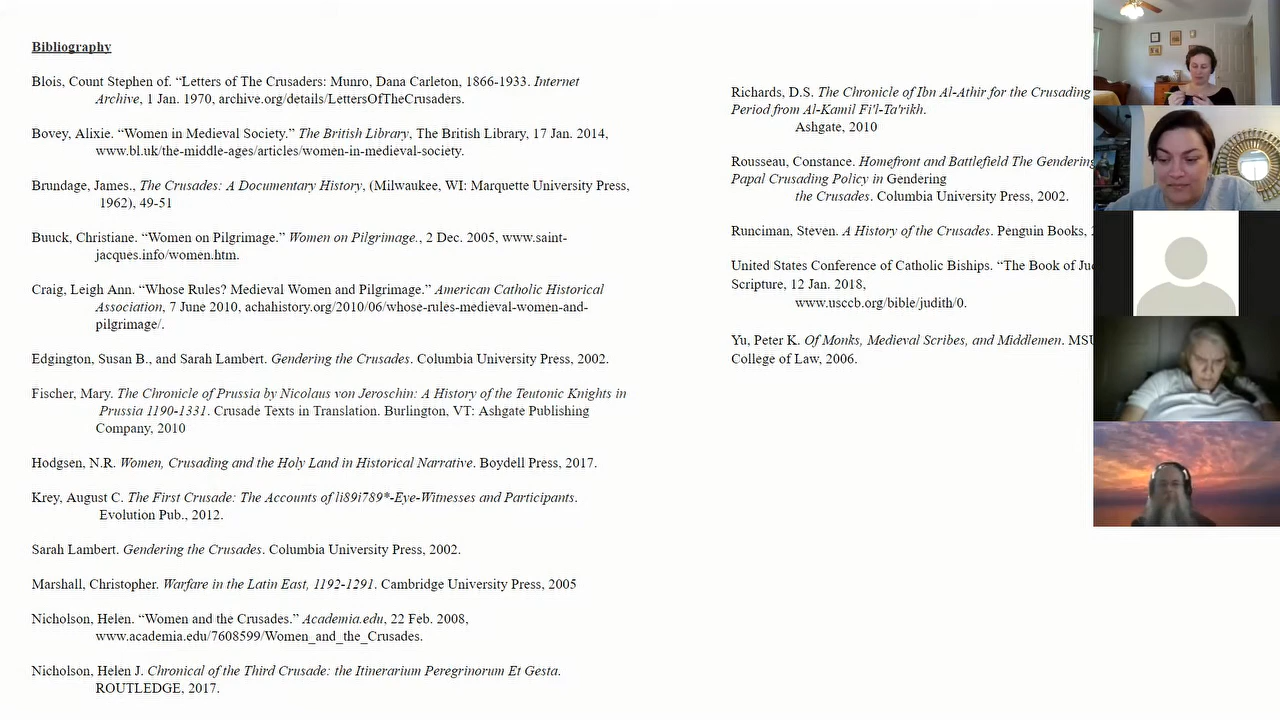 Bibliography
Blois, Count Stephen of. “Letters of The Crusaders: Munro, Dana Carleton, 1866-1933. Internet
Archive, 1 Jan. 1970, archive.org/details/LettersOfTheCrusaders.
Bovey, Alixie. “Women in Medieval Society.” The British Library, The British Library, 17 Jan. 2014,
www.bl.uk/the-middle-ages/articles/women-in-medieval-society.
Brundage, James., The Crusades: A Documentary History, (Milwaukee, WI: Marquette University Press,
1962), 49-51
Buuck, Christiane. “Women on Pilgrimage.” Women on Pilgrimage., 2 Dec. 2005, www.saint-
jacques.info/women.htm.
Craig, Leigh Ann. “Whose Rules? Medieval Women and Pilgrimage.” American Catholic Historical
Association, 7 June 2010, achahistory.org/2010/06/whose-rules-medieval-women-and-
pilgrimage/.
Edgington, Susan B., and Sarah Lambert. Gendering the Crusades. Columbia University Press, 2002.
Fischer, Mary. The Chronicle of Prussia by Nicolaus von Jeroschin: A History of the Teutonic Knights in
Prussia 1190-1331. Crusade Texts in Translation. Burlington, VT: Ashgate Publishing
Company, 2010
Hodgsen, N.R. Women, Crusading and the Holy Land in Historical Narrative. Boydell Press, 2017.
Krey, August C. The First Crusade: The Accounts of li89i789*-Eye-Witnesses and Participants.
Evolution Pub., 2012.
Sarah Lambert. Gendering the Crusades. Columbia University Press, 2002.
Marshall, Christopher. Warfare in the Latin East, 1192-1291. Cambridge University Press, 2005
Nicholson, Helen. “Women and the Crusades.” Academia.edu, 22 Feb. 2008,
www.academia.edu/7608599/Women_and_the_Crusades.
Nicholson, Helen J. Chronical of the Third Crusade: the Itinerarium Peregrinorum Et Gesta.
ROUTLEDGE, 2017.
Richards, D.S. The Chronicle of Ibn Al-Athir for the Crusading
Period from Al-Kamil Fi'l-Ta'rikh.
Ashgate, 2010
Rousseau, Constance. Homefront and Battlefield The Gendering
Papal Crusading Policy in Gendering
the Crusades. Columbia University Press, 2002.
Runciman, Steven. A History of the Crusades. Penguin Books,
United States Conference of Catholic Biships. “The Book of
Scripture, 12 Jan. 2018,
www.usccb.org/bible/judith/0.
Yu, Peter K. Of Monks, Medieval Scribes, and Middlemen. MSU
College of Law, 2006.